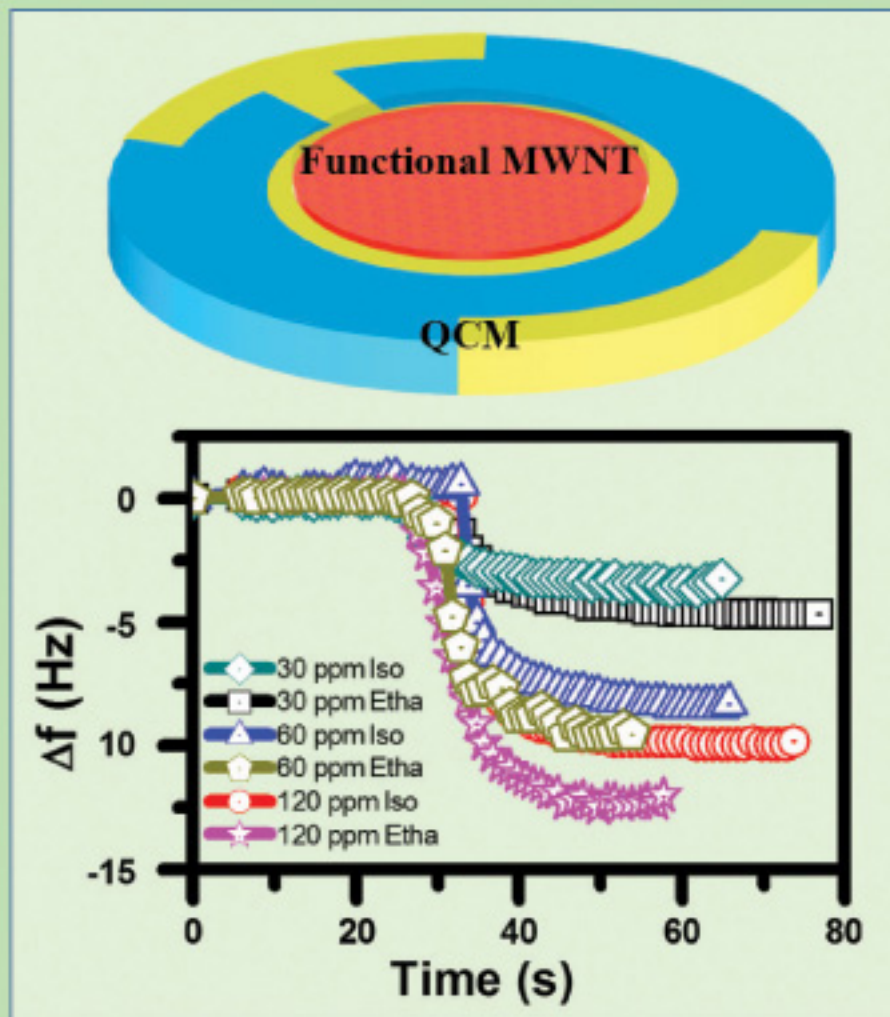 Functional MWNT
QCM
0
-5
10
-15
Δf (Hz)
30 ppm Iso
30 ppm Etha
60 ppm Iso
60 ppm Etha
120 ppm Iso
120 ppm Etha
0 20 40 60 80
Time (s)